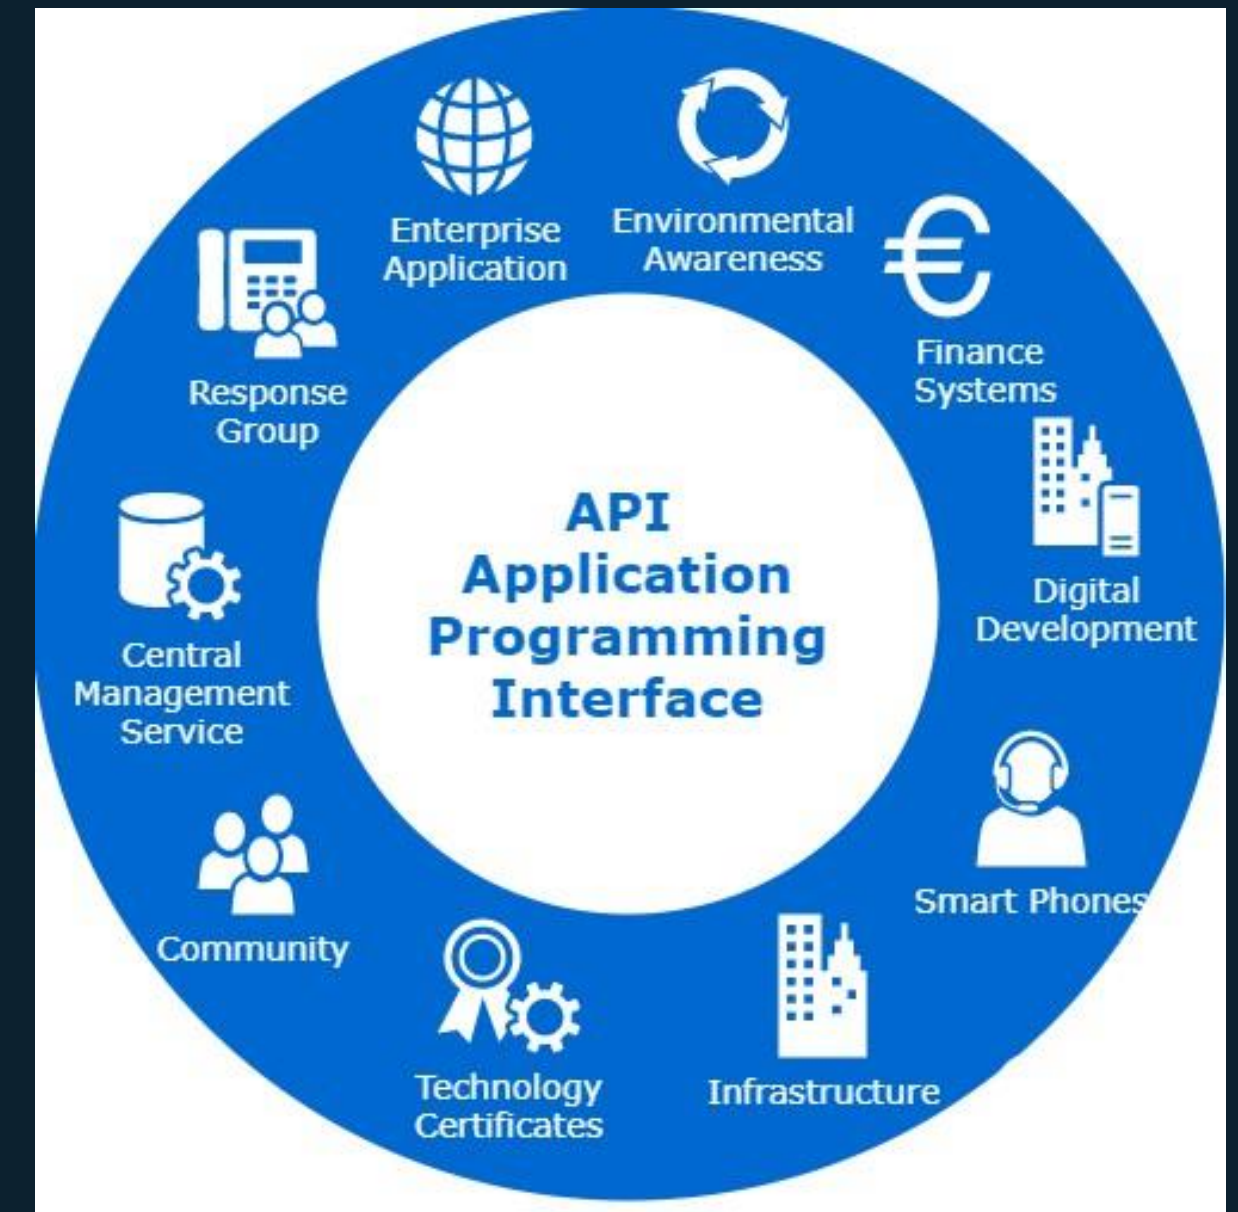 Enterprise
Application
Environmental
Awareness
Finance
Systems
Digital
Development
Smart Phones
Infrastructure
Technology
Certificates
Community
Central
Management
Service
Response
Group
API
Application
Programming
Interface